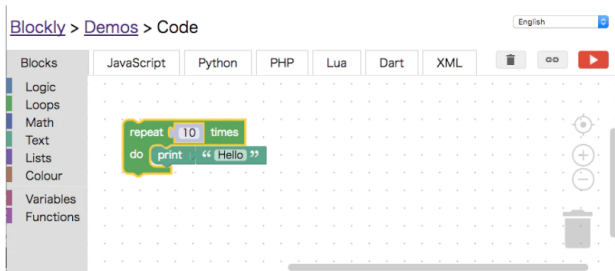 Blockly > Demos > Code
English
Blocks
JavaScript Python PHP Lua Dart XML
Logic
Loops
Math
Text
Lists
Colour
Variables
Functions
repeat 10 times
do print “ Hello ”